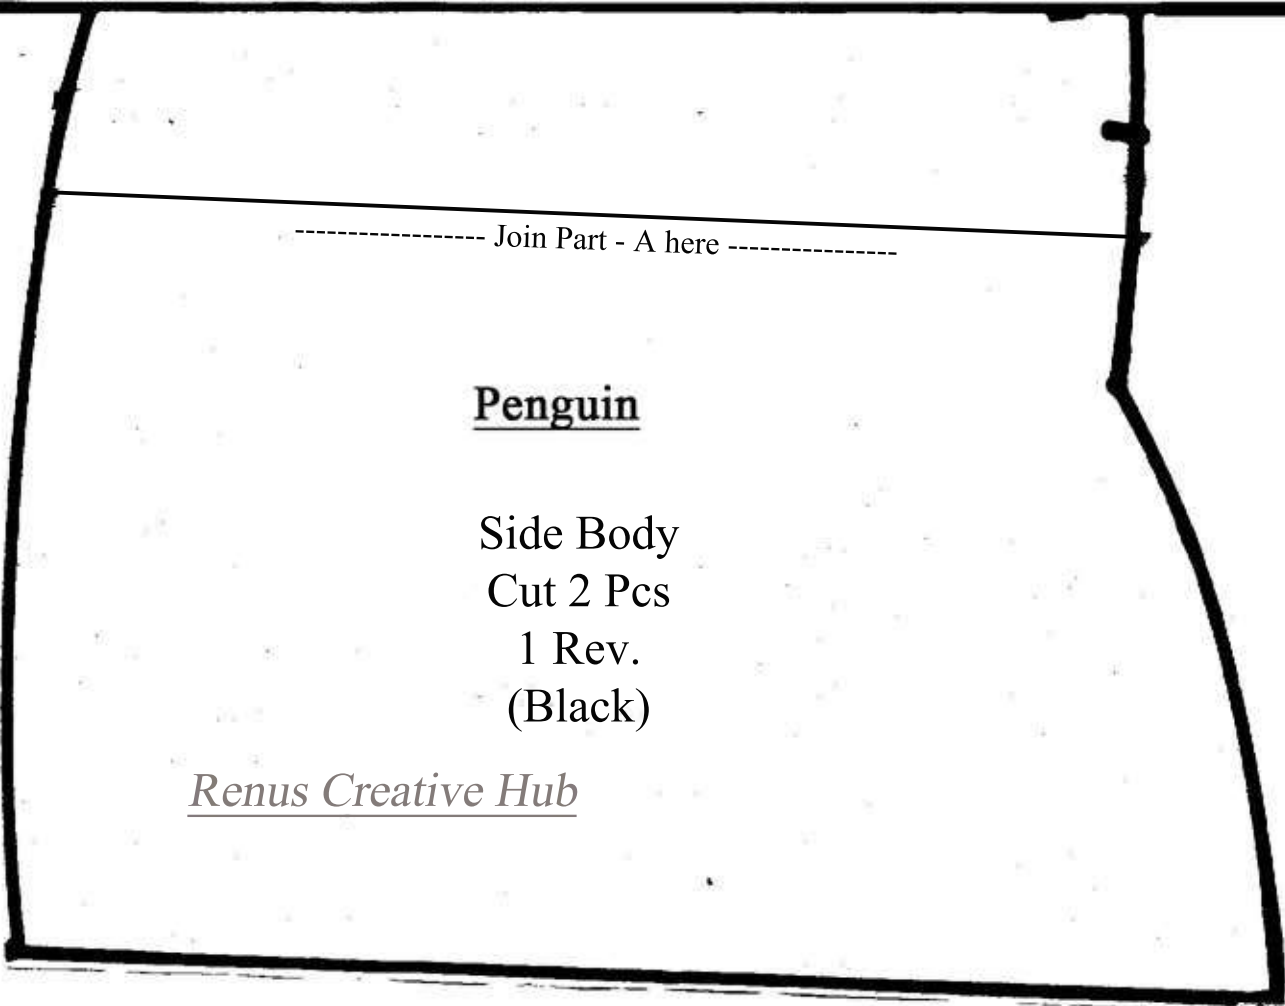 ------------------ Join Part - A here ----------------
Penguin
Side Body
Cut 2 Pcs
1 Rev.
(Black)
Renus Creative Hub